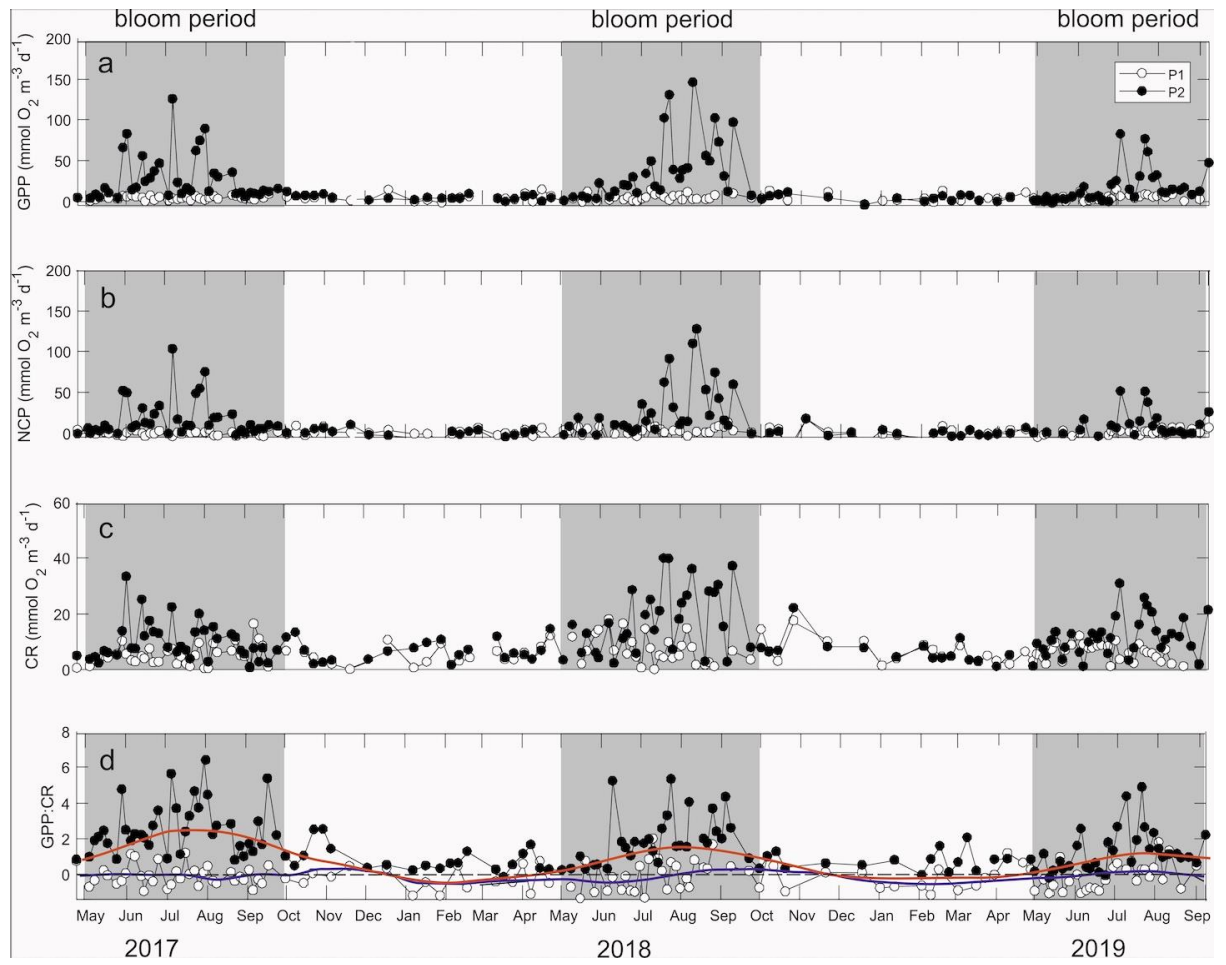 bloom period bloom period bloom period
a
GPP (mmol O2 m-3 d-1)
200
150
100
50
0
P1
P2
b
NCP (mmol O2 m-3 d-1)
200
150
100
50
0
c
CR (mmol O2 m-3 d-1)
60
40
20
0
d
GPP:CR
8
6
4
2
0
May Jun Jul Aug Sep Oct Nov Dec Jan Feb Mar Apr May Jun Jul Aug Sep Oct Nov Dec Jan Feb Mar Apr May Jun Jul Aug Sep
2017 2018 2019